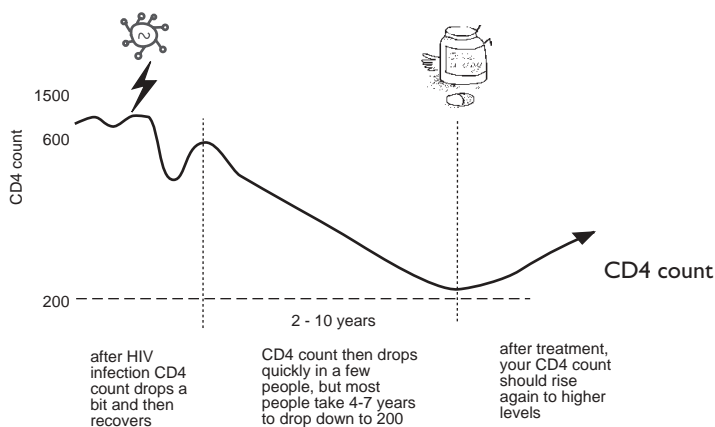 1500
600
CD4 count
200
CD4 count
2 - 10 years
after HIV
infection CD4
count drops a
bit and then
recovers
CD4 count then drops
quickly in a few
people, but most
people take 4-7 years
to drop down to 200
after treatment,
your CD4 count
should rise
again to higher
levels